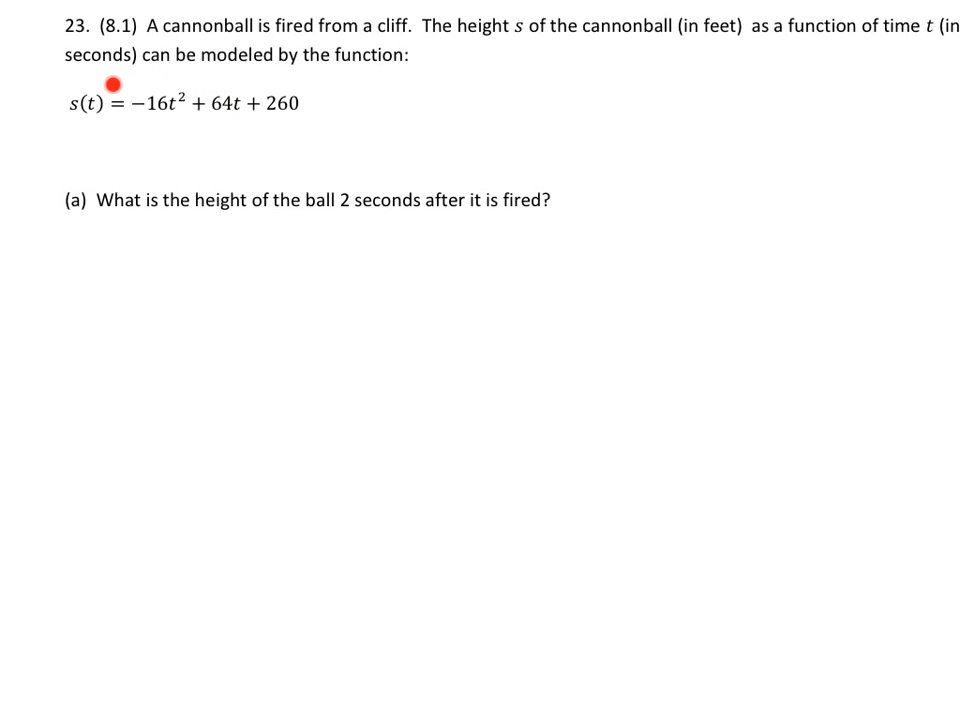 23. (8.1) A cannonball is fired from a cliff. The height s of the cannonball (in feet) as a function of time t (in
seconds) can be modeled by the function:
s(t) = −16t² + 64t + 260
(a) What is the height of the ball 2 seconds after it is fired?